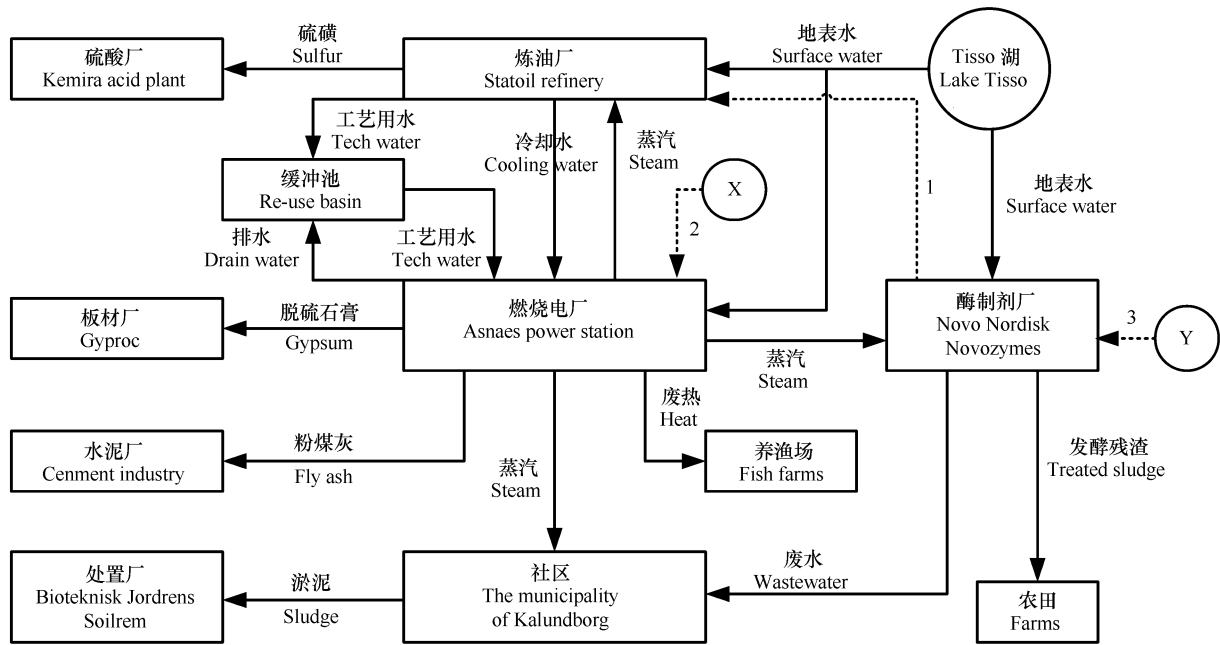 硫酸厂
Kemira acid plant
硫磺
Sulfur
炼油厂
Statoil refinery
地表水
Surface water
Tisso 湖
Lake Tisso
工艺用水
Tech water
冷却水
Cooling water
蒸汽
Steam
缓冲池
Re-use basin
X
1
地表水
Surface water
排水
Drain water
工艺用水
Tech water
2
板材厂
Gyproc
脱硫石膏
Gypsum
燃烧电厂
Asnaes power station
酶制剂厂
Novo Nordisk
Novozymes
3
Y
蒸汽
Steam
废热
Heat
水泥厂
Cenment industry
粉煤灰
Fly ash
蒸汽
Steam
养渔场
Fish farms
发酵残渣
Treated sludge
处置厂
Bioteknisk Jordrens
Soilrem
淤泥
Sludge
社区
The municipality
of Kalundborg
废水
Wastewater
农田
Farms